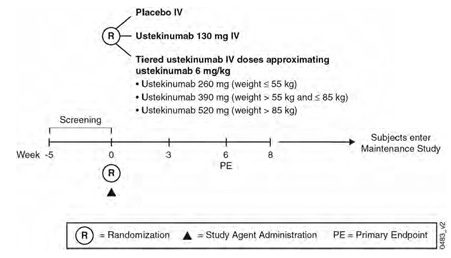 Placebo IV
R
Ustekinumab 130 mg IV
Tiered ustekinumab IV doses approximating
ustekinumab 6 mg/kg
• Ustekinumab 260 mg (weight ≤ 55 kg)
• Ustekinumab 390 mg (weight > 55 kg and ≤ 85 kg)
• Ustekinumab 520 mg (weight > 85 kg)
Screening
Subjects enter
Maintenance Study
Week -5 0 3 6 8
PE
R
R = Randomization ▲ = Study Agent Administration PE = Primary Endpoint
0483_v2